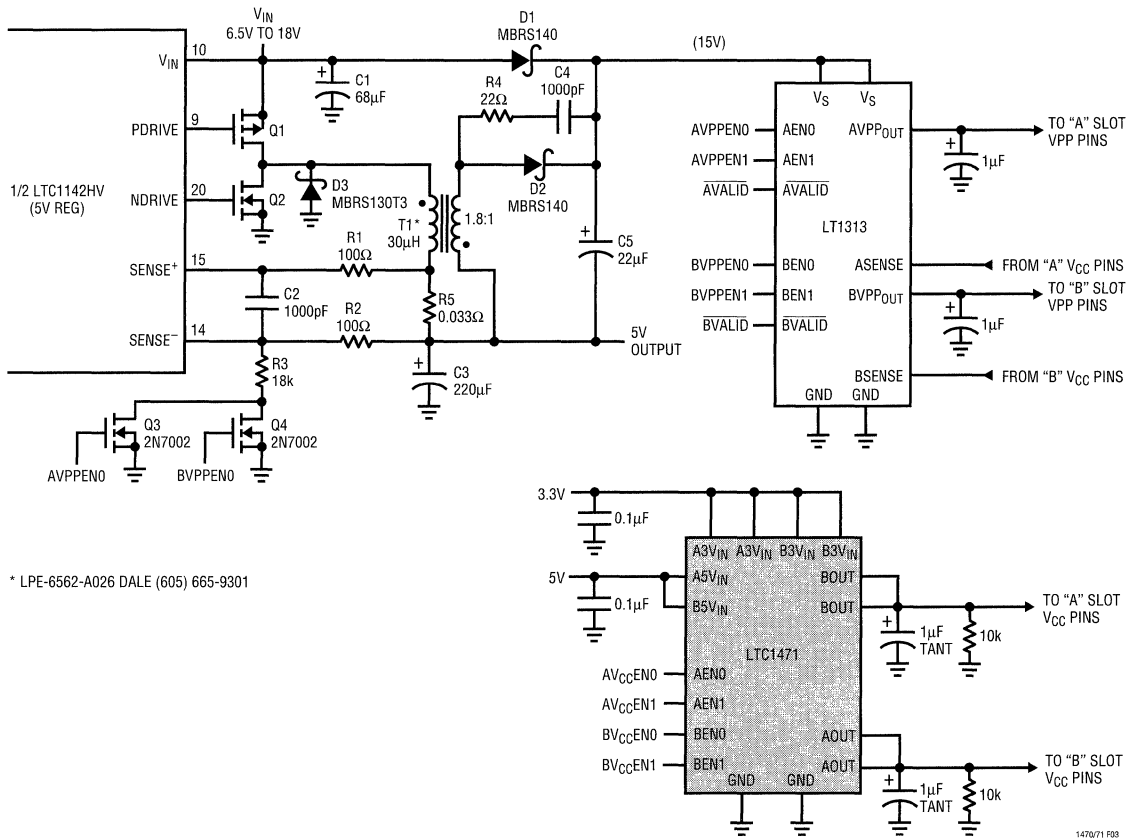 V_IN
6.5V TO 18V
10
V_IN
D1
MBRS140
(15V)
+
C1
68µF
R4
22Ω
C4
1000pF
V_S
V_S
PDRIVE
9
Q1
AVPPEN0
AEN0
AVPP_OUT
TO “A” SLOT
VPP PINS
+
1µF
AVPPEN1
AEN1
1/2 LTC1142HV
(5V REG)
NDRIVE
20
Q2
D3
MBRS130T3
D2
MBRS140
AVALID
AVALID
T1*
30µH
1.8:1
LT1313
+
C5
22µF
SENSE+
15
R1
100Ω
BVPPEN0
BEN0
ASENSE
FROM “A” V_CC PINS
C2
1000pF
R5
0.033Ω
BVPPEN1
BEN1
BVPP_OUT
TO “B” SLOT
VPP PINS
+
1µF
SENSE−
14
R2
100Ω
5V
OUTPUT
BVALID
BVALID
R3
18k
+
C3
220µF
BSENSE
FROM “B” V_CC PINS
GND
GND
Q3
2N7002
Q4
2N7002
AVPPEN0
BVPPEN0
3.3V
0.1µF
A3V_IN
A3V_IN
B3V_IN
B3V_IN
* LPE-6562-A026 DALE (605) 665-9301
5V
A5V_IN
BOUT
0.1µF
B5V_IN
BOUT
TO “A” SLOT
V_CC PINS
+
1µF
TANT
10k
LTC1471
AV_CCEN0
AEN0
AV_CCEN1
AEN1
BV_CCEN0
BEN0
AOUT
BV_CCEN1
BEN1
AOUT
TO “B” SLOT
V_CC PINS
GND
GND
+
1µF
TANT
10k
1470/71 F03